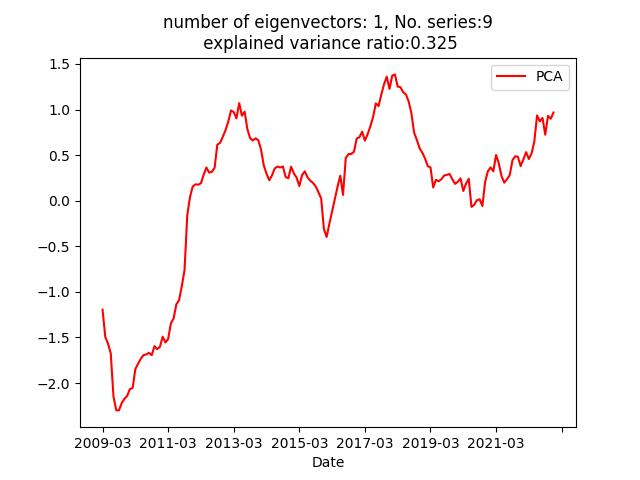 number of eigenvectors: 1, No. series:9
explained variance ratio:0.325
PCA
1.5
1.0
0.5
0.0
−0.5
−1.0
−1.5
−2.0
2009-03 2011-03 2013-03 2015-03 2017-03 2019-03 2021-03
Date